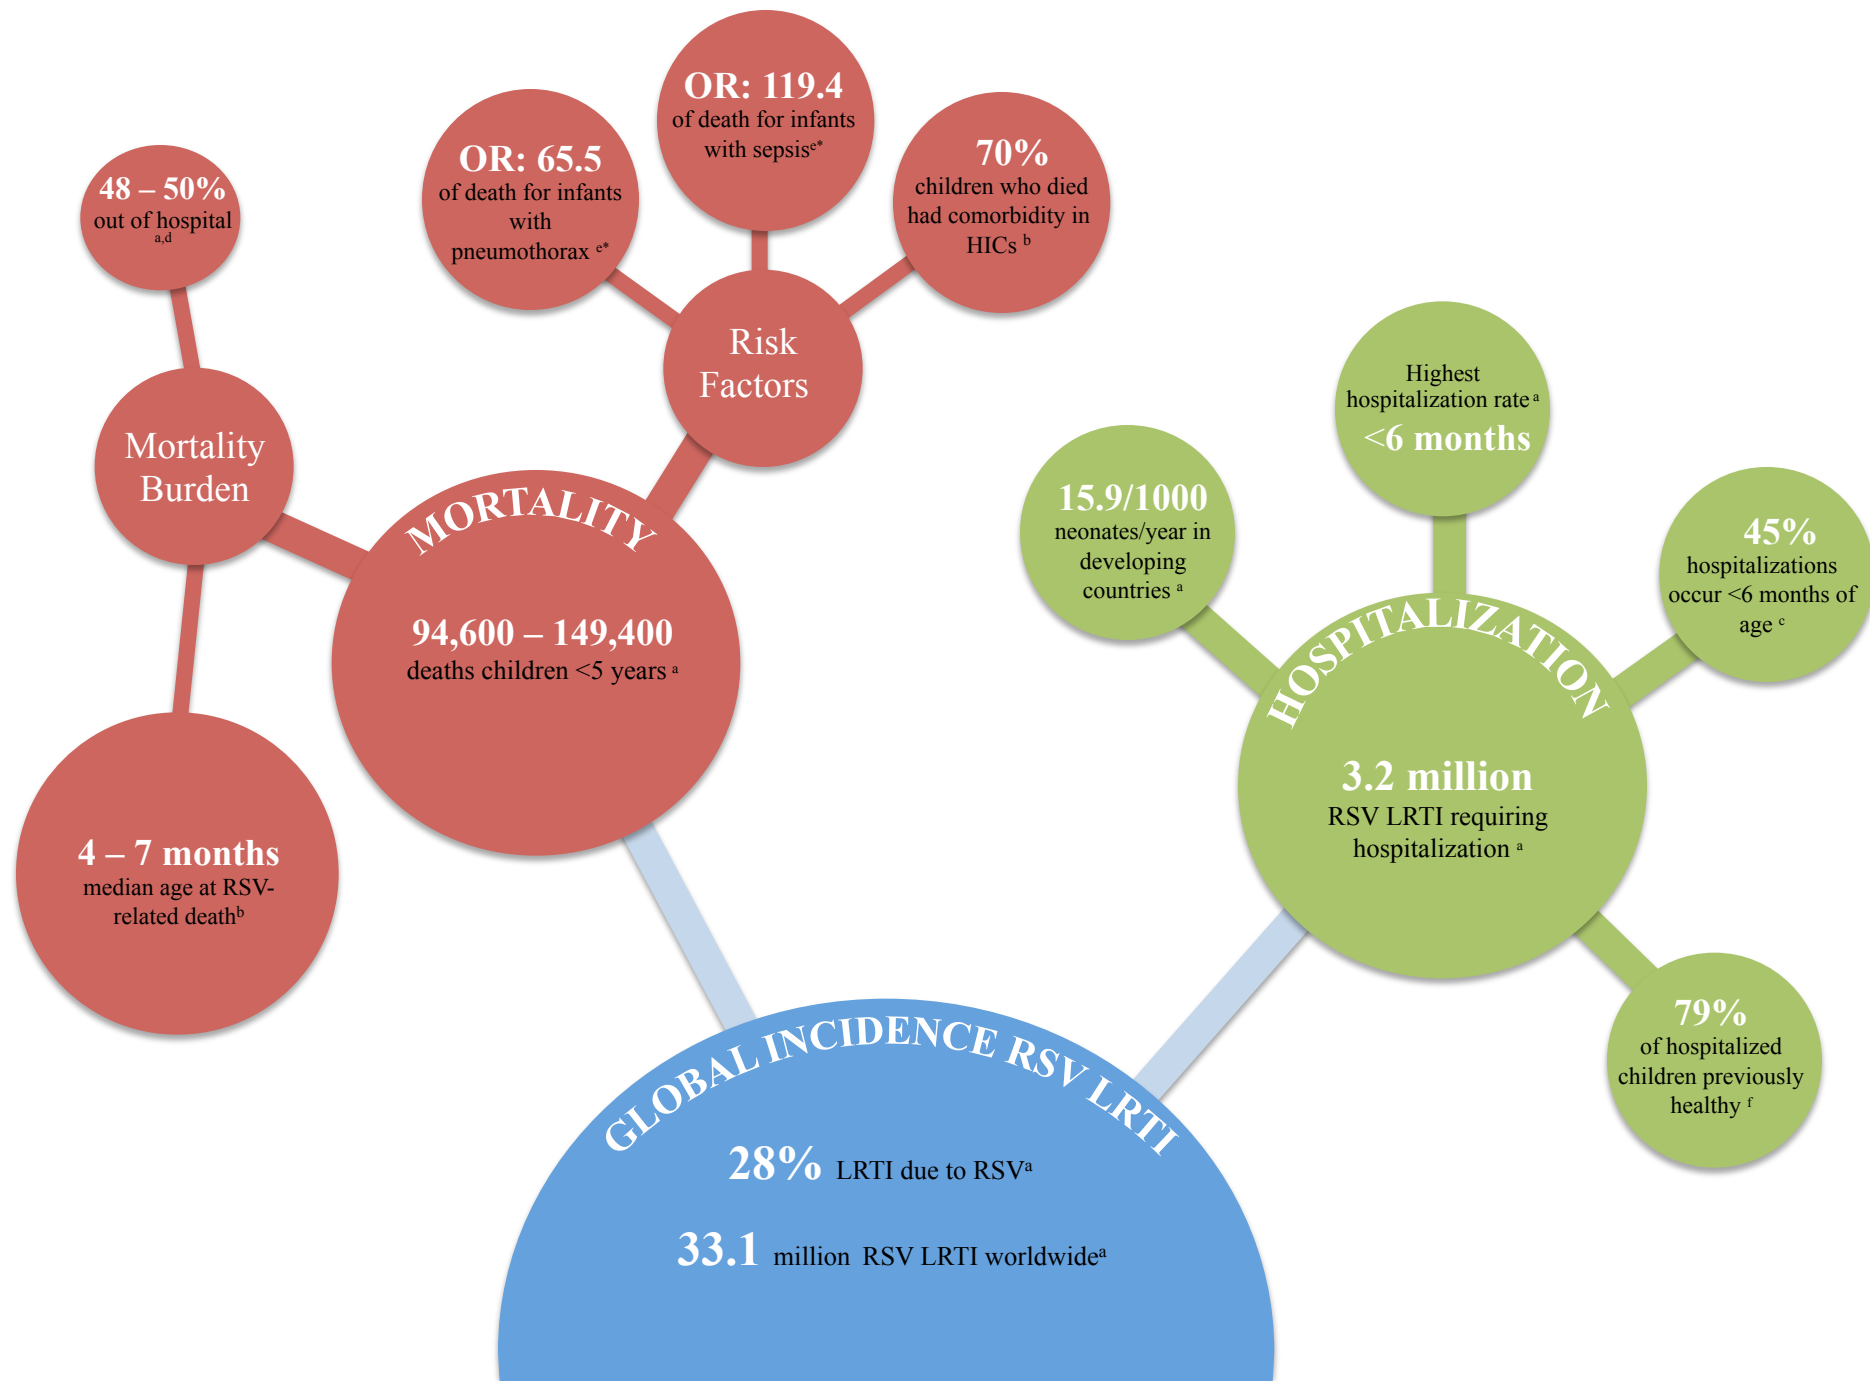 48 – 50%
out of hospital
a,d
OR: 65.5
of death for infants
with
pneumothorax e*
OR: 119.4
of death for infants
with sepsise*
70%
children who died
had comorbidity in
HICs b
Risk
Factors
Mortality
Burden
MORTALITY
94,600 – 149,400
deaths children <5 years a
4 – 7 months
median age at RSV-
related deathb
Highest
hospitalization rate a
<6 months
15.9/1000
neonates/year in
developing
countries a
45%
hospitalizations
occur <6 months of
age c
HOSPITALIZATION
3.2 million
RSV LRTI requiring
hospitalization a
79%
of hospitalized
children previously
healthy f
GLOBAL INCIDENCE RSV LRTI
28% LRTI due to RSVa
33.1 million RSV LRTI worldwidea